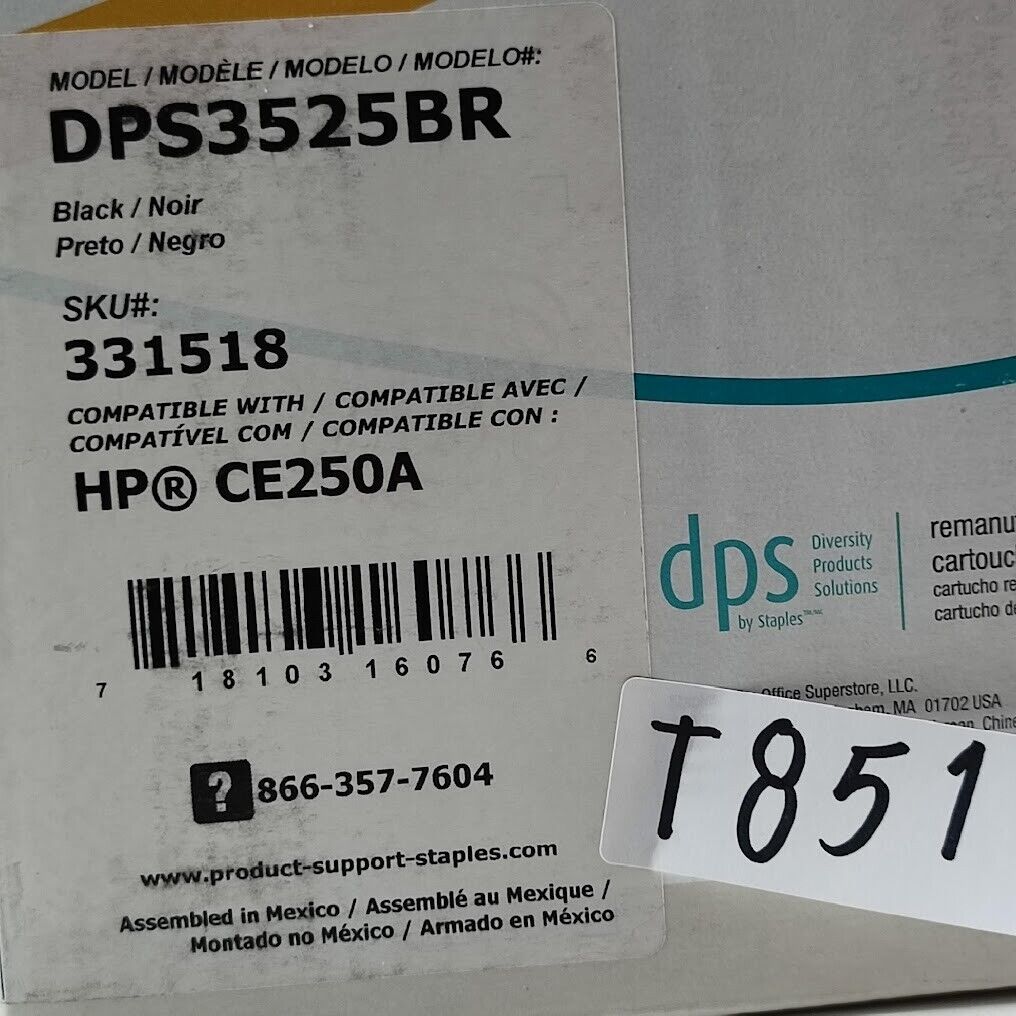 MODEL / MODÈLE / MODELO / MODELO#:
DPS3525BR
Black / Noir
Preto / Negro
SKU#:
331518
COMPATIBLE WITH / COMPATIBLE AVEC /
COMPATÍVEL COM / COMPATIBLE CON :
HP® CE250A
7 18103 16076 6
? 866-357-7604
www.product-support-staples.com
Assembled in Mexico / Assemblé au Mexique /
Montado no México / Armado en México
dps
Diversity
Products
Solutions
by Staples™/MC
cartucho
cartucho
Office Superstore, LLC.
MA 01702 USA
T851